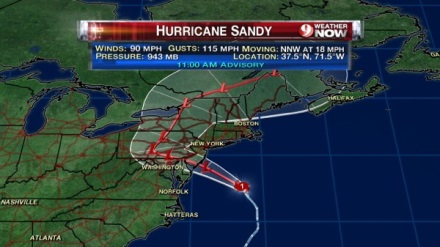 HURRICANE SANDY
9 WEATHER NOW
WINDS: 90 MPH GUSTS: 115 MPH MOVING: NNW AT 18 MPH
PRESSURE: 943 MB LOCATION: 37.5°N, 71.5°W
11:00 AM ADVISORY
HALIFAX
BOSTON
NEW YORK
WASHINGTON
NORFOLK
1
NASHVILLE
HATTERAS
ATLANTA